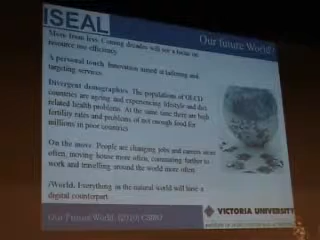 ISEAL
Our future World?
More from less. Coming decades will see a focus on
resource use efficiency.
A personal touch. Innovation aimed at tailoring and
targeting services.
Divergent demographics. The populations of OECD
countries are ageing and experiencing lifestyle and diet
related health problems. At the same time there are high
fertility rates and problems of not enough food for
millions in poor countries
On the move. People are changing jobs and careers more
often, moving house more often, commuting further to
work and travelling around the world more often.
iWorld. Everything in the natural world will have a
digital counterpart
Our Future World, (2010) CSIRO
VICTORIA UNIVERSITY